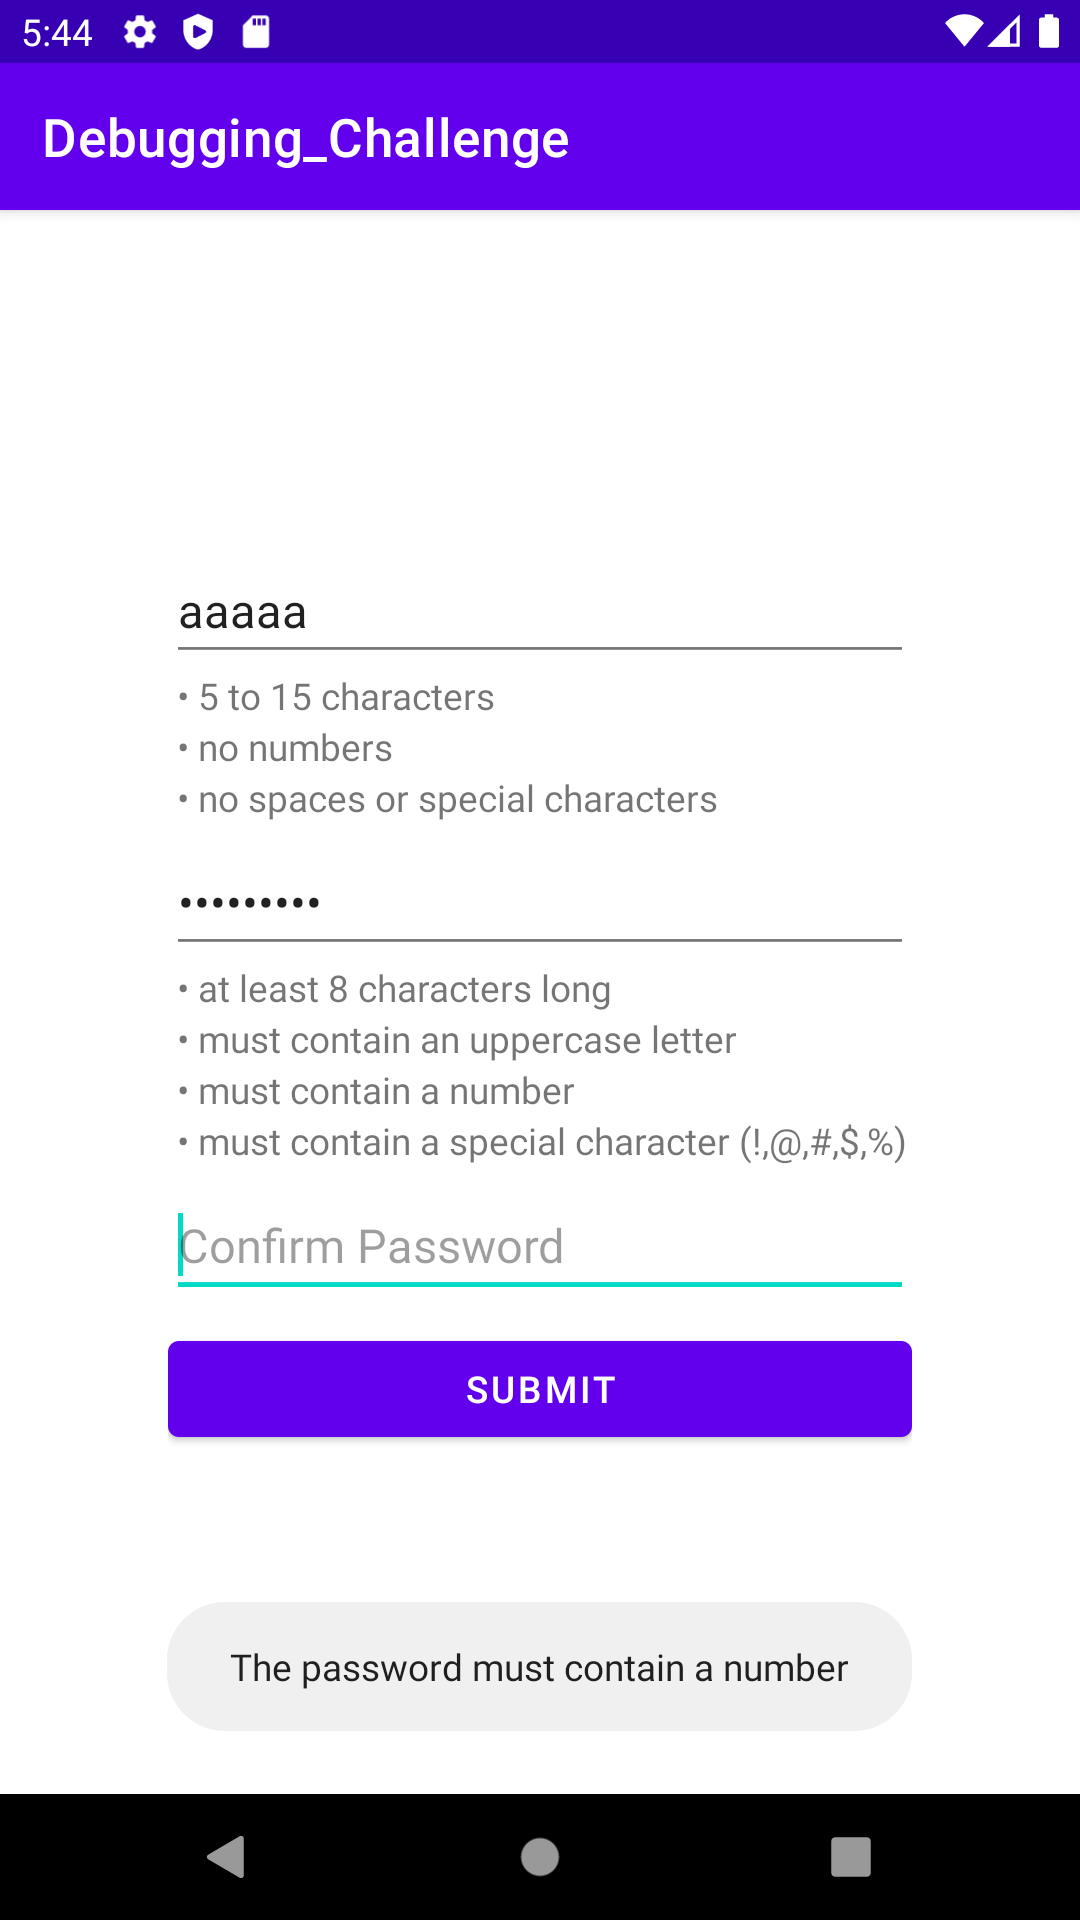 5:44
Debugging_Challenge
aaaaa
• 5 to 15 characters
• no numbers
• no spaces or special characters
•••••••••
• at least 8 characters long
• must contain an uppercase letter
• must contain a number
• must contain a special character (!,@,#,$,%)
Confirm Password
SUBMIT
The password must contain a number